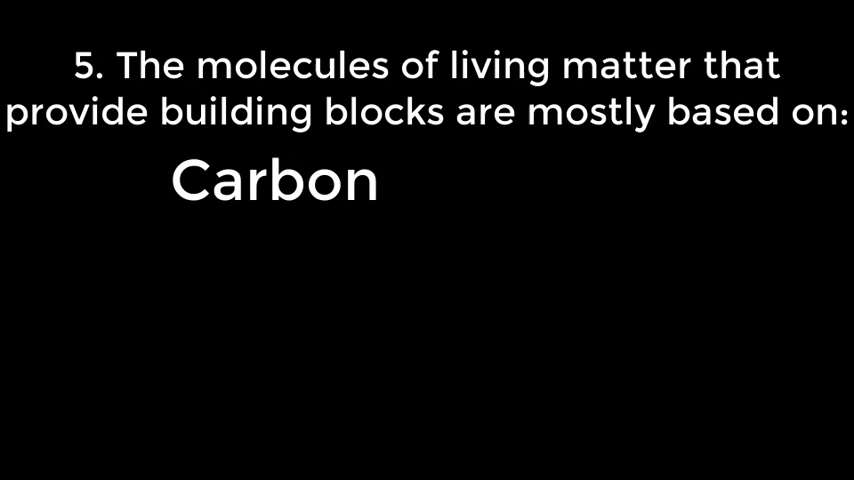 5. The molecules of living matter that
provide building blocks are mostly based on:
Carbon